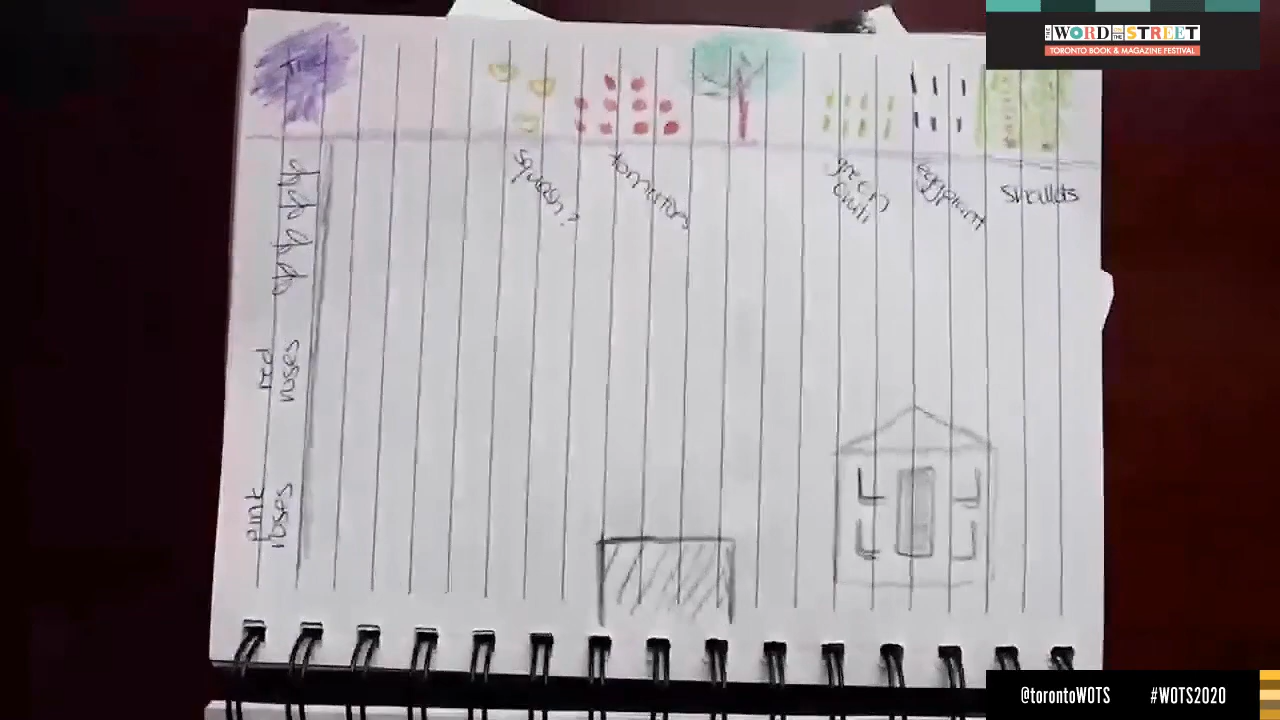 THE WORD ON THE STREET
TORONTO BOOK & MAGAZINE FESTIVAL
Tree
squash?
tomatoes
green
chili
eggplant
shallots
red
roses
pink
roses
@torontoWOTS
#WOTS2020